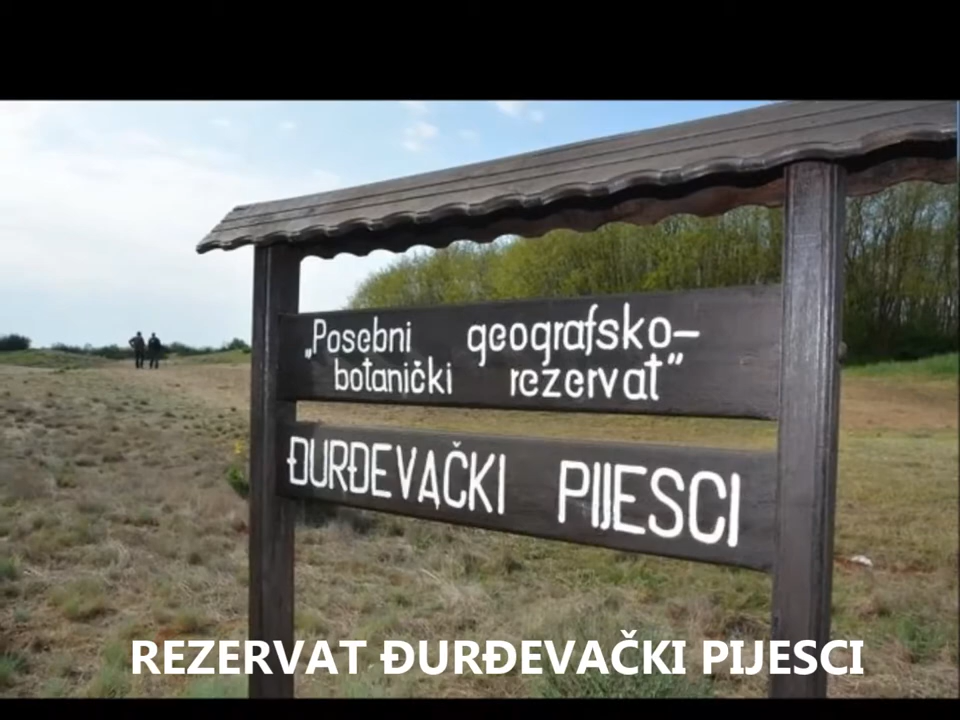 „Posebni geografsko-
botanički rezervat”
ĐURĐEVAČKI PIJESCI
REZERVAT ĐURĐEVAČKI PIJESCI